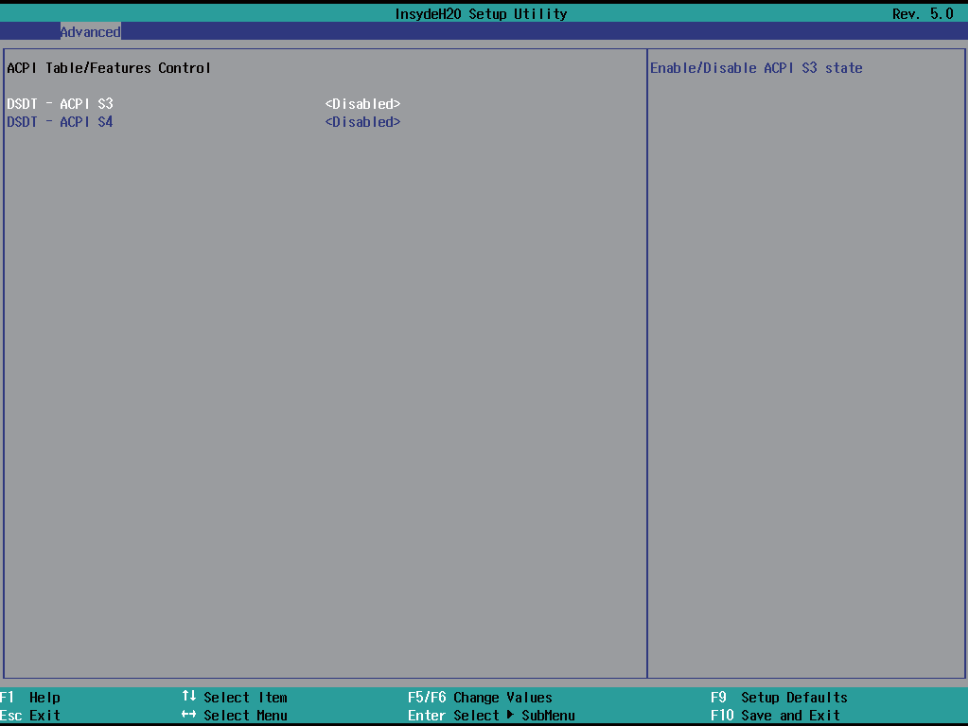 InsydeH20 Setup Utility Rev. 5.0
Advanced
ACPI Table/Features Control Enable/Disable ACPI S3 state
DSDT - ACPI S3 <Disabled>
DSDT - ACPI S4 <Disabled>
F1 Help ↑↓ Select Item F5/F6 Change Values F9 Setup Defaults
Esc Exit ↔ Select Menu Enter Select ▶ SubMenu F10 Save and Exit